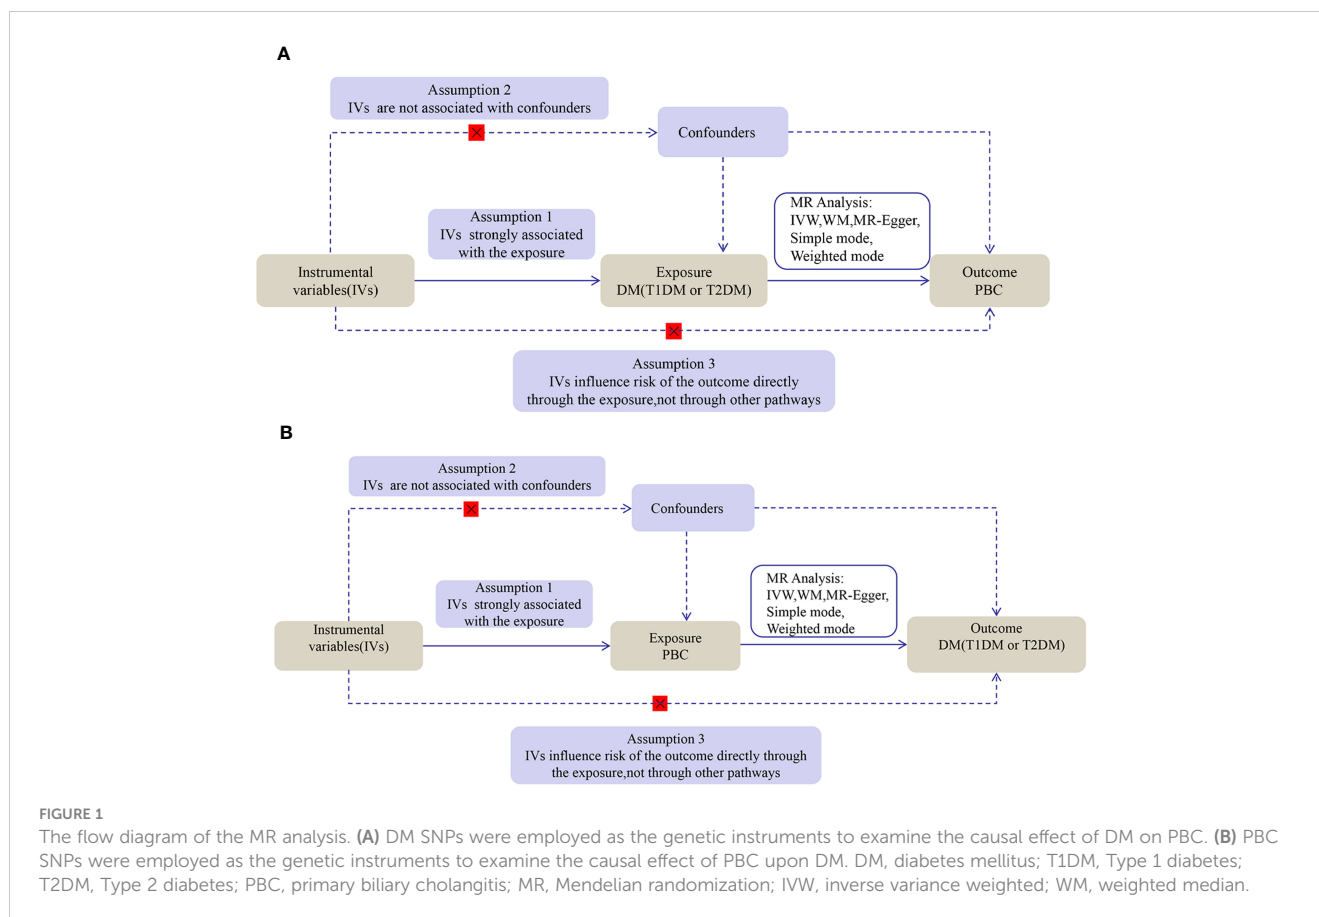 A
Assumption 2
IVs are not associated with confounders
Confounders
Assumption 1
IVs strongly associated
with the exposure
MR Analysis:
IVW,WM,MR-Egger,
Simple mode,
Weighted mode
Instrumental
variables(IVs)
Exposure
DM(T1DM or T2DM)
Outcome
PBC
Assumption 3
IVs influence risk of the outcome directly
through the exposure,not through other pathways
B
Assumption 2
IVs are not associated with confounders
Confounders
Assumption 1
IVs strongly associated
with the exposure
MR Analysis:
IVW,WM,MR-Egger,
Simple mode,
Weighted mode
Instrumental
variables(IVs)
Exposure
PBC
Outcome
DM(T1DM or T2DM)
Assumption 3
IVs influence risk of the outcome directly through
the exposure,not through other pathways
FIGURE 1
The flow diagram of the MR analysis. (A) DM SNPs were employed as the genetic instruments to examine the causal effect of DM on PBC. (B) PBC
SNPs were employed as the genetic instruments to examine the causal effect of PBC upon DM. DM, diabetes mellitus; T1DM, Type 1 diabetes;
T2DM, Type 2 diabetes; PBC, primary biliary cholangitis; MR, Mendelian randomization; IVW, inverse variance weighted; WM, weighted median.